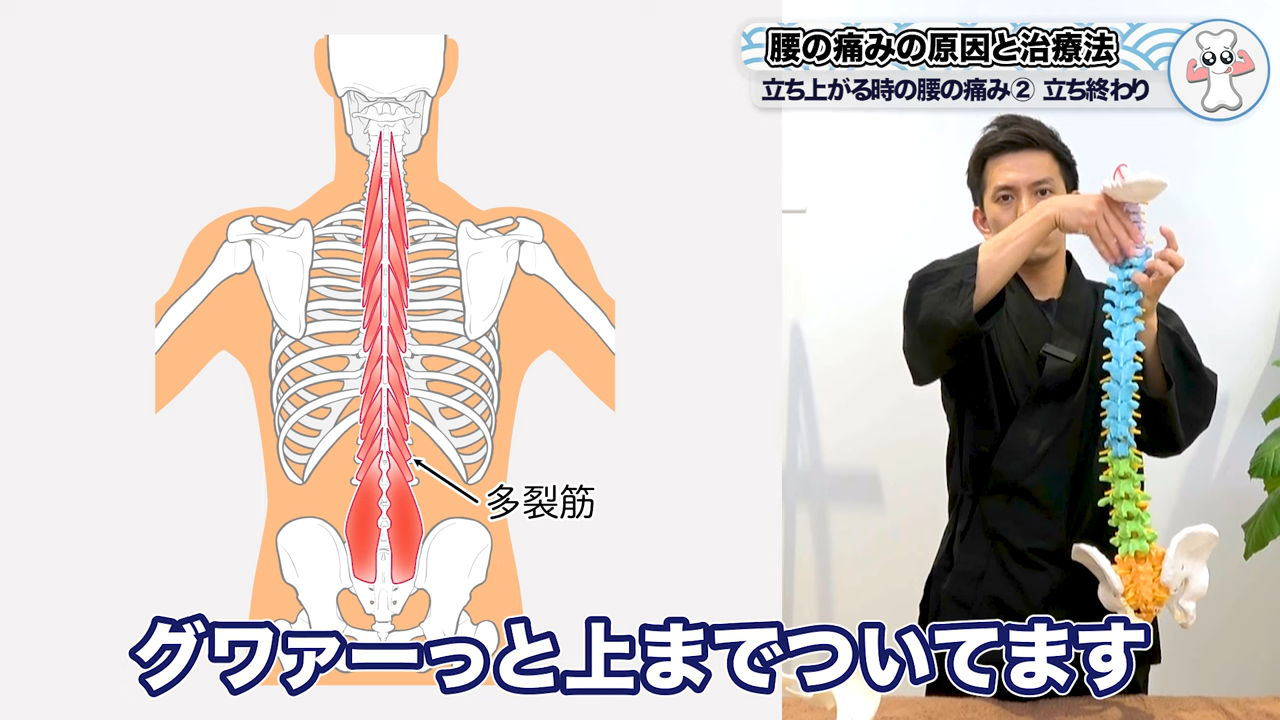 腰の痛みの原因と治療法
立ち上がる時の腰の痛み② 立ち終わり
多裂筋
グワァーっと上までついてます